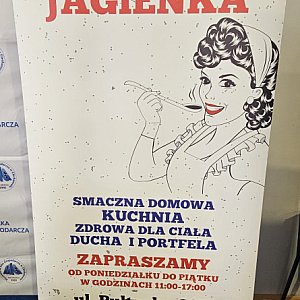 JAGIENKA
SMACZNA DOMOWA
KUCHNIA
ZDROWA DLA CIAŁA
DUCHA I PORTFELA
ZAPRASZAMY
OD PONIEDZIAŁKU DO PIĄTKU
W GODZINACH 11:00-17:00
ul.